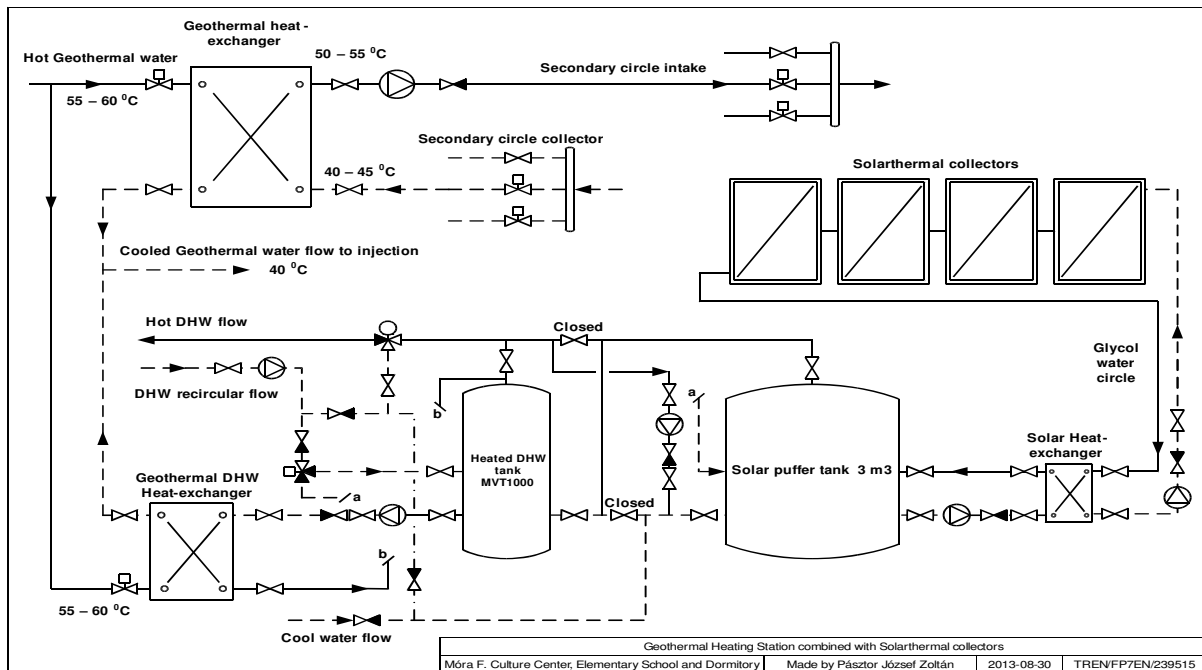 Geothermal heat -
exchanger
Hot Geothermal water
50 – 55 ⁰C
Secondary circle intake
55 – 60 ⁰C
Secondary circle collector
40 – 45 ⁰C
Solarthermal collectors
Cooled Geothermal water flow to injection
40 ⁰C
Hot DHW flow
Closed
Glycol
water
circle
DHW recircular flow
b
a
Solar Heat-
exchanger
Heated DHW
tank
MVT1000
Solar puffer tank 3 m3
Geothermal DHW
Heat-exchanger
a
Closed
b
55 – 60 ⁰C
Cool water flow
Geothermal Heating Station combined with Solarthermal collectors
Móra F. Culture Center, Elementary School and Dormitory
Made by Pásztor József Zoltán
2013-08-30
TREN/FP7EN/239515